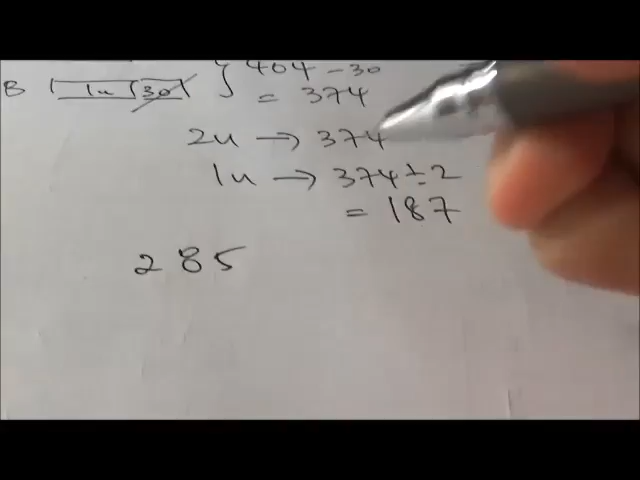 404 - 30
B 1u 30 } = 374
2u → 374
1u → 374 ÷ 2
= 187
285